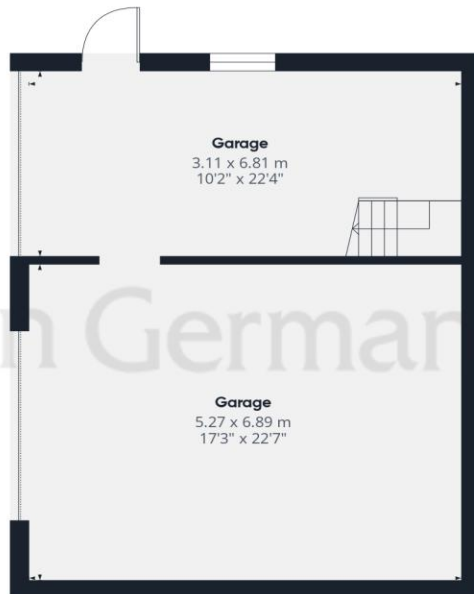 Garage
3.11 x 6.81 m
10'2" x 22'4"
n German
Garage
5.27 x 6.89 m
17'3" x 22'7"